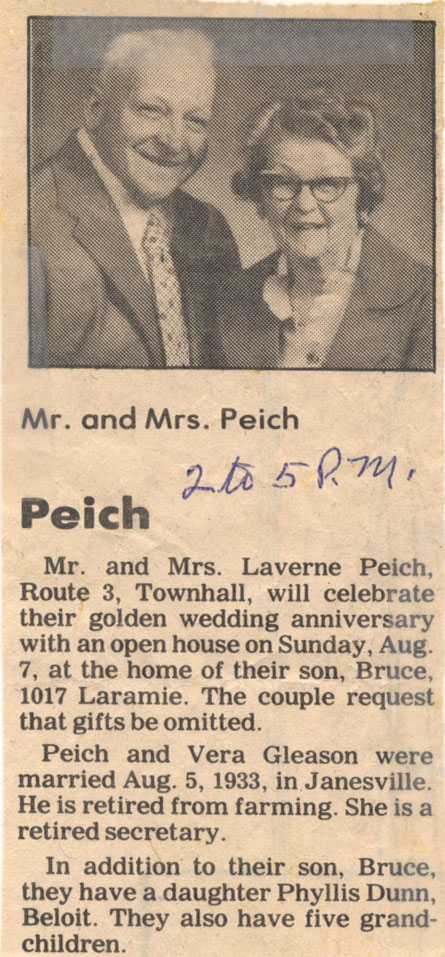 Mr. and Mrs. Peich
2 to 5 P.M.
Peich
Mr. and Mrs. Laverne Peich,
Route 3, Townhall, will celebrate
their golden wedding anniversary
with an open house on Sunday, Aug.
7, at the home of their son, Bruce,
1017 Laramie. The couple request
that gifts be omitted.
Peich and Vera Gleason were
married Aug. 5, 1933, in Janesville.
He is retired from farming. She is a
retired secretary.
In addition to their son, Bruce,
they have a daughter Phyllis Dunn,
Beloit. They also have five grand-
children.